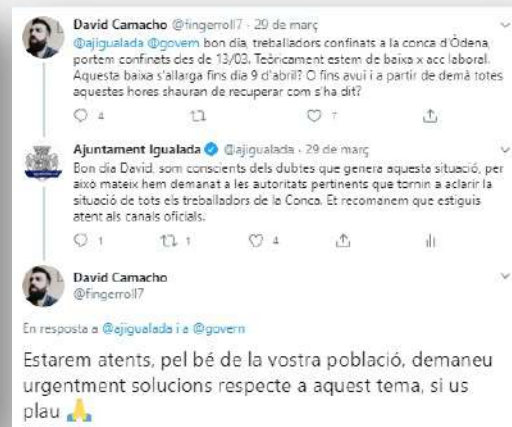 David Camacho @fingerroll7 · 29 de març
@ajigualada @govern bon dia, treballadors confinats a la conca d'Òdena,
portem confinats des de 13/03. Teòricament estem de baixa x acc laboral.
Aquesta baixa s'allarga fins dia 9 d'abril? O fins avui i a partir de demà totes
aquestes hores shauran de recuperar com s'ha dit?
4 7
Ajuntament Igualada @ajigualada · 29 de març
Bon dia David, som conscients dels dubtes que genera aquesta situació, per
això mateix hem demanat a les autoritats pertinents que tornin a aclarir la
situació de tots els treballadors de la Conca. Et recomanem que estiguis
atent als canals oficials.
1 1 4
David Camacho
@fingerroll7
En resposta a @ajigualada i a @govern
Estarem atents, pel bé de la vostra població, demaneu
urgentment solucions respecte a aquest tema, si us
plau 🙏